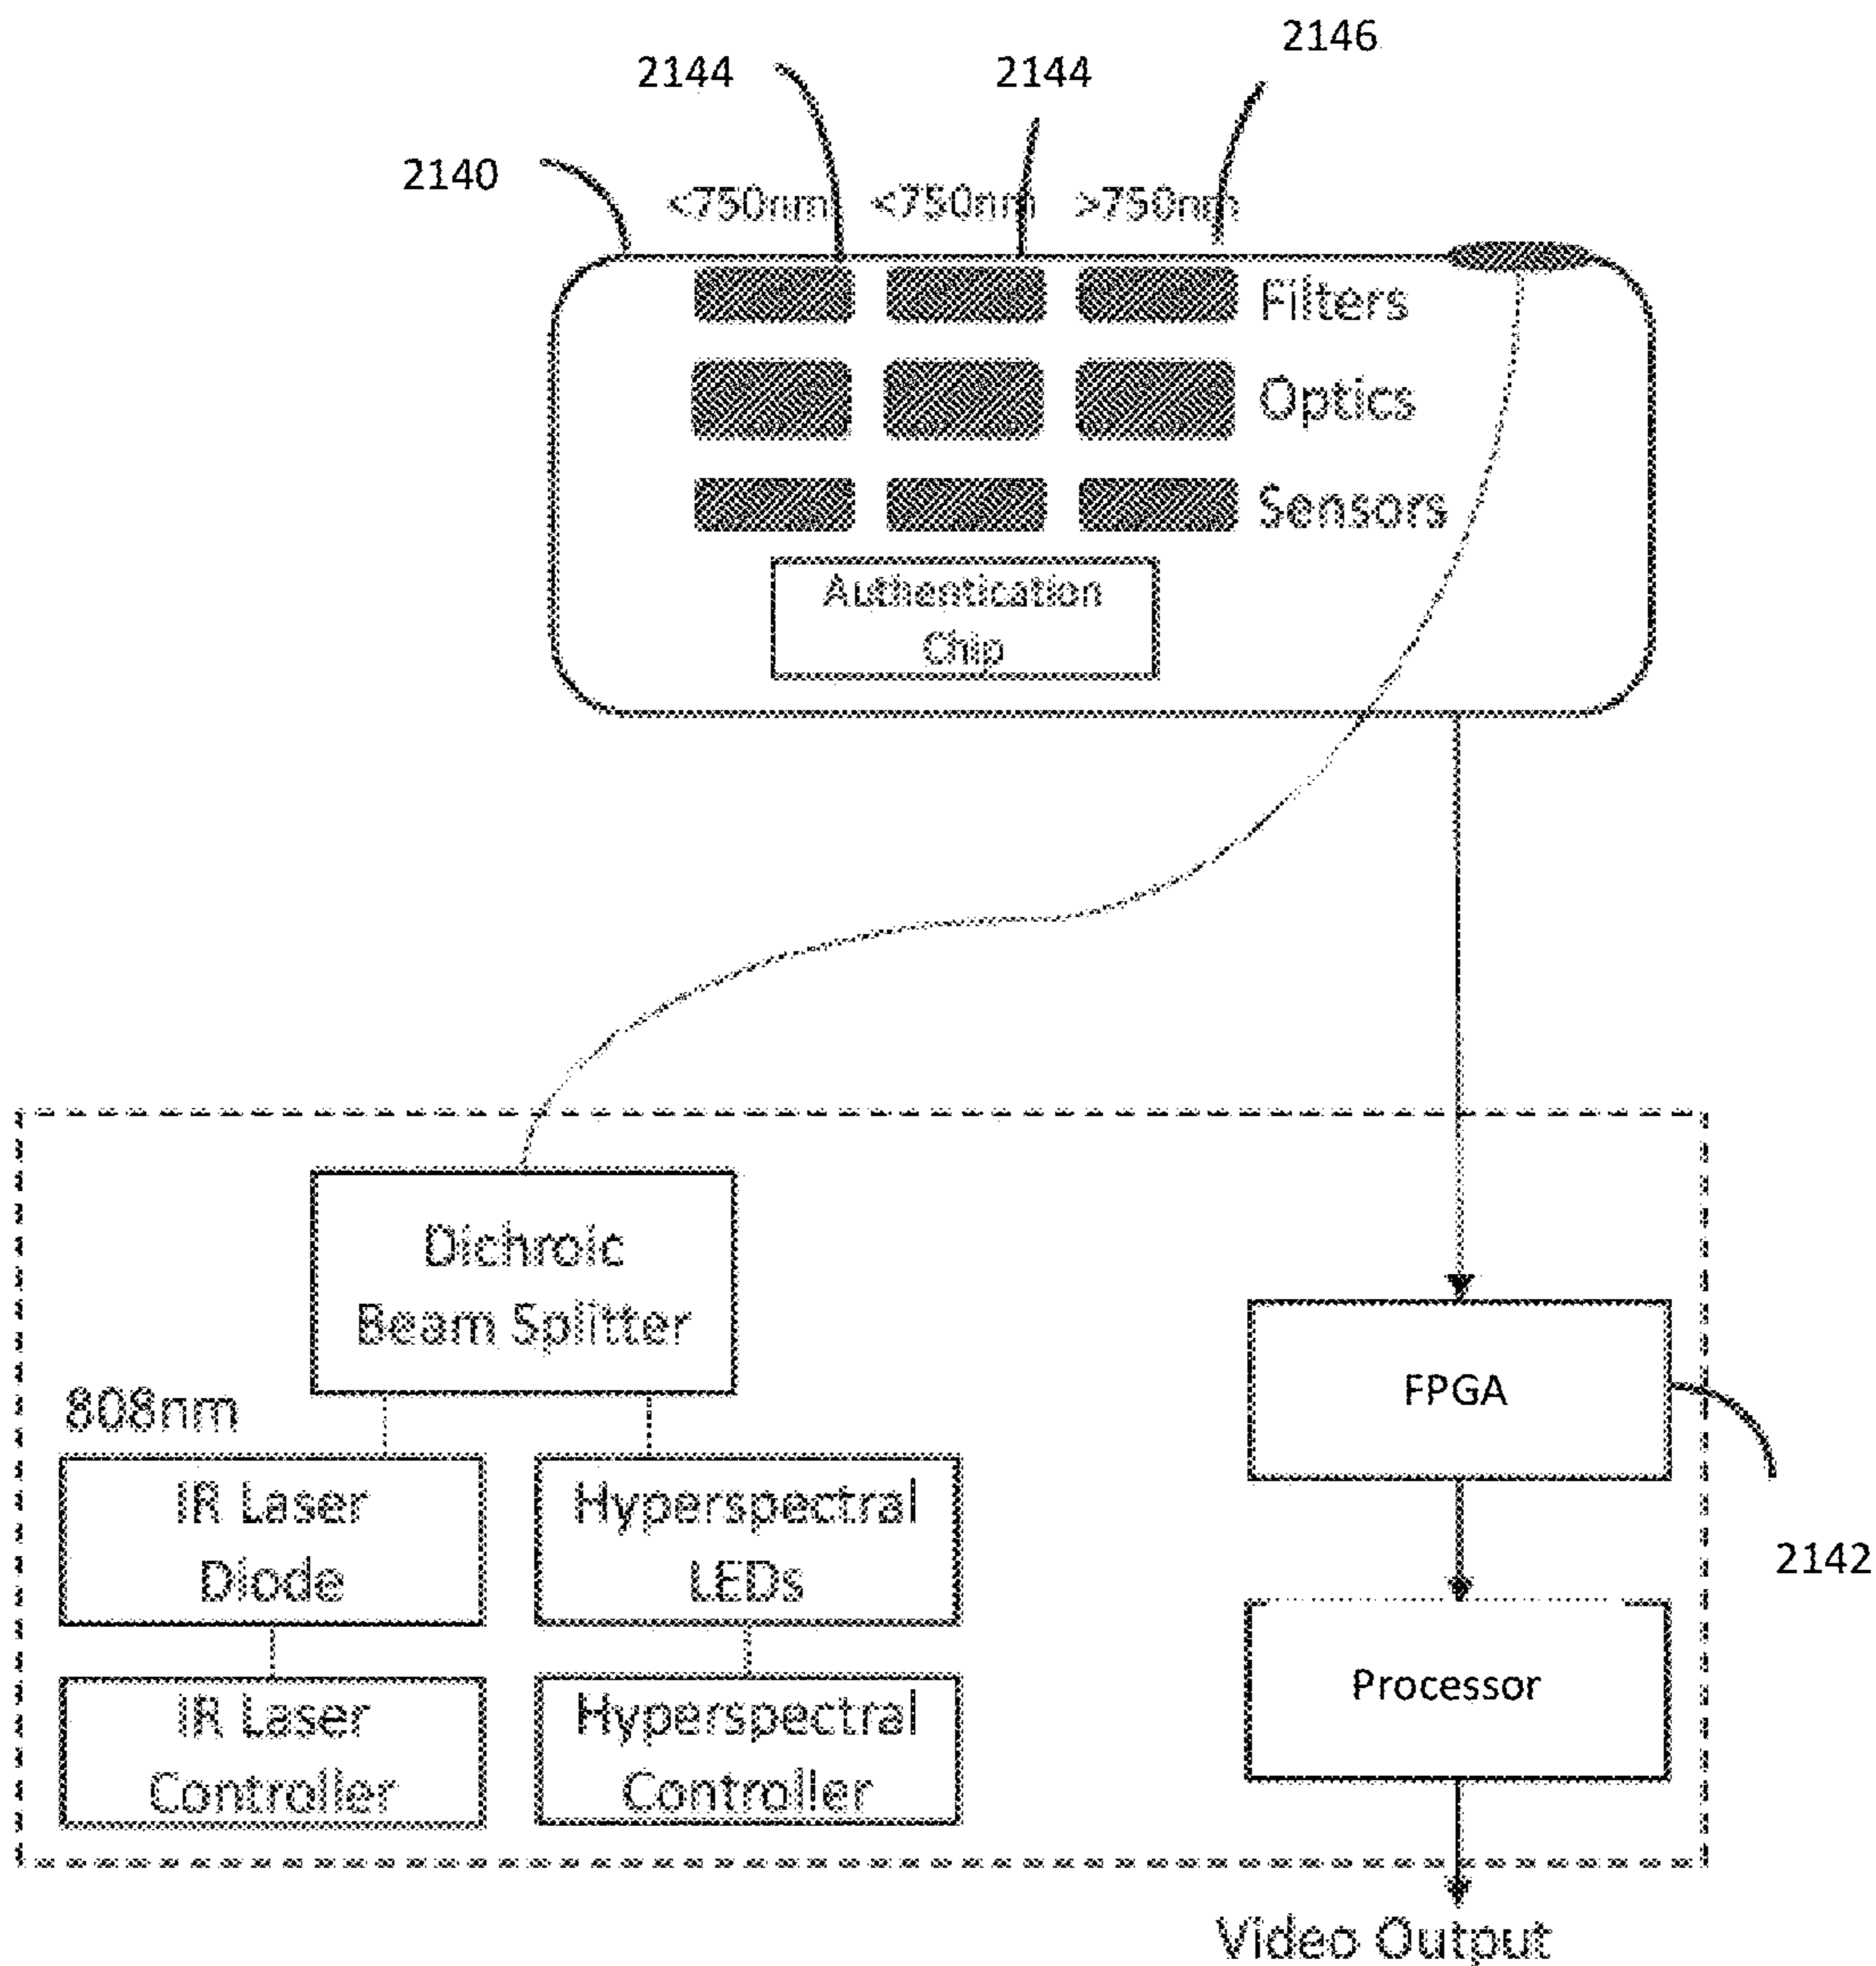 2146
2144
2144
2140
<750nm
<750nm
>750nm
Filters
Optics
Sensors
Authentication
Chip
Dichroic
Beam Splitter
808nm
IR Laser
Diode
Hyperspectral
LEDs
IR Laser
Controller
Hyperspectral
Controller
FPGA
2142
Processor
Video Output